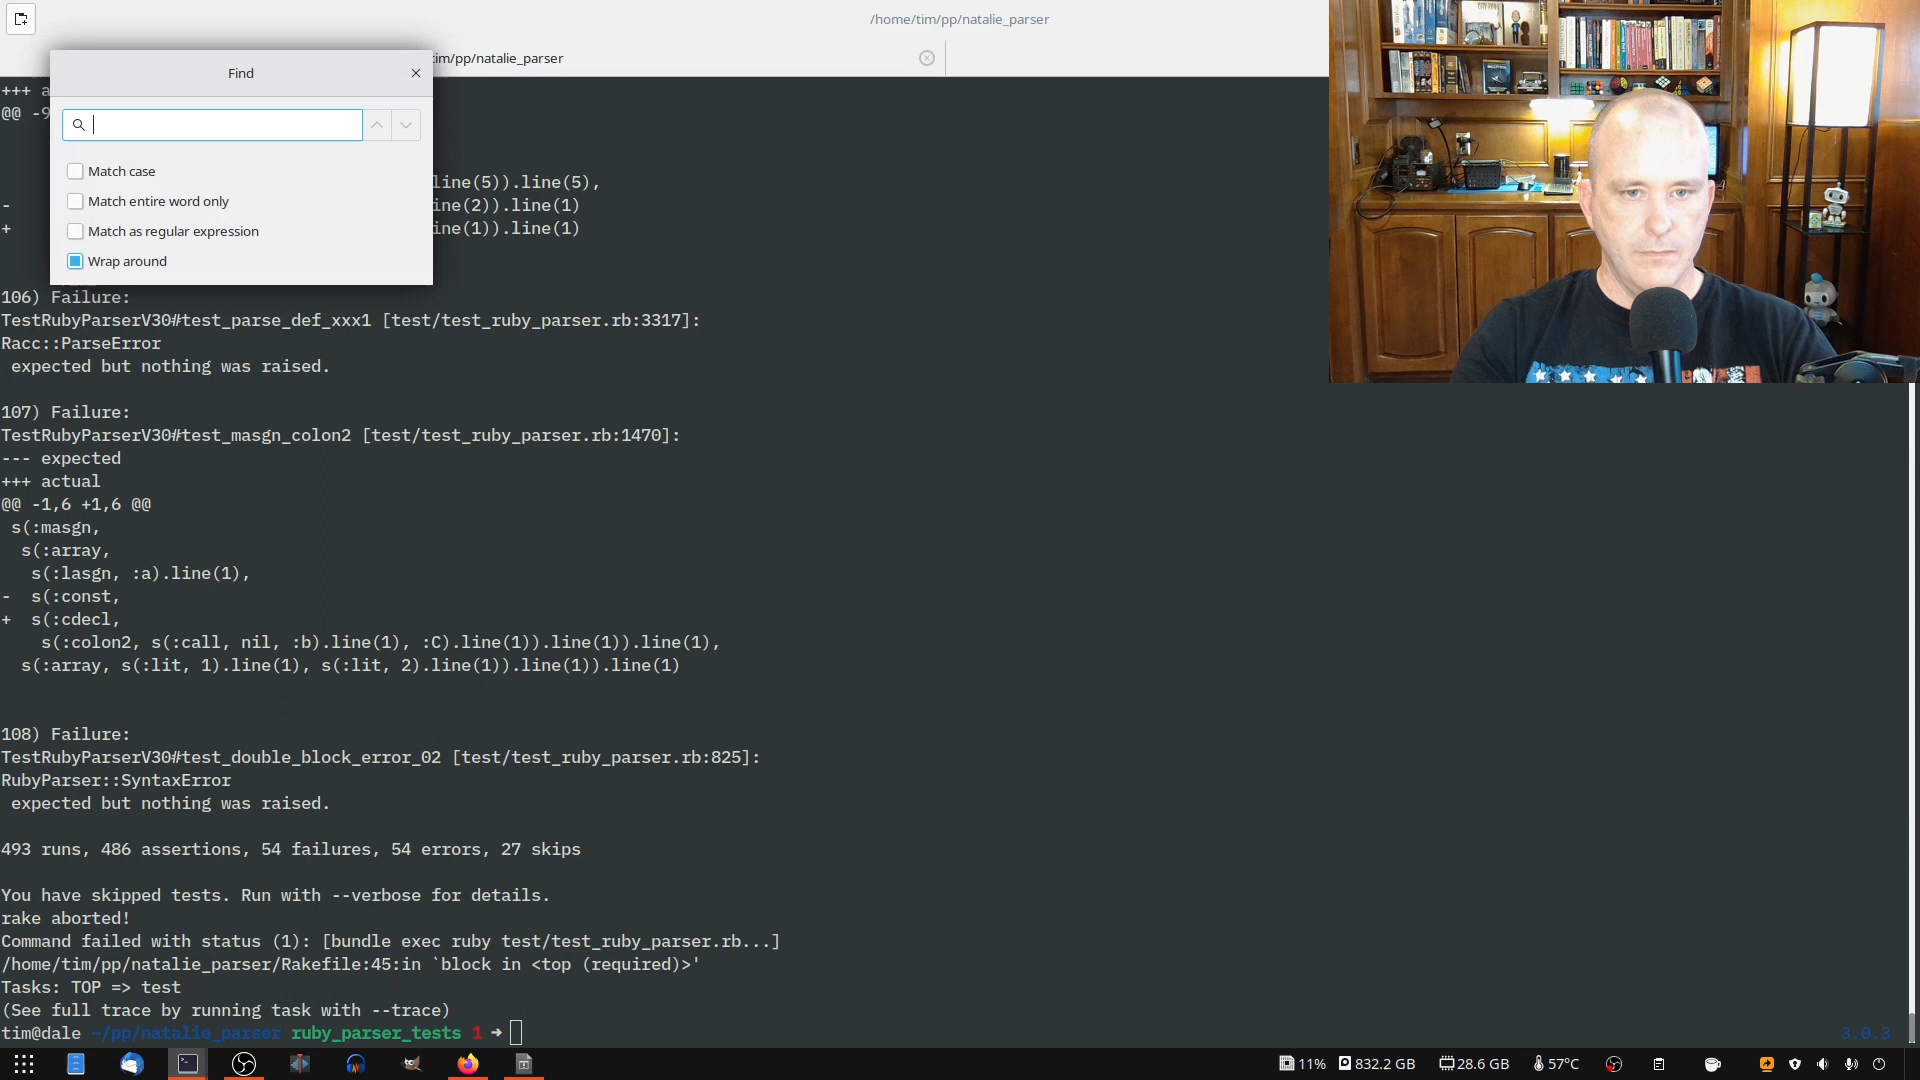 /home/tim/pp/natalie_parser
im/pp/natalie_parser
Find
Match case
Match entire word only
Match as regular expression
Wrap around
+++ a
@@ -9
line(5)).line(5),
- ine(2)).line(1)
+ ine(1)).line(1)
106) Failure:
TestRubyParserV30#test_parse_def_xxx1 [test/test_ruby_parser.rb:3317]:
Racc::ParseError
expected but nothing was raised.
107) Failure:
TestRubyParserV30#test_masgn_colon2 [test/test_ruby_parser.rb:1470]:
--- expected
+++ actual
@@ -1,6 +1,6 @@
s(:masgn,
s(:array,
s(:lasgn, :a).line(1),
- s(:const,
+ s(:cdecl,
s(:colon2, s(:call, nil, :b).line(1), :C).line(1)).line(1)).line(1),
s(:array, s(:lit, 1).line(1), s(:lit, 2).line(1)).line(1)).line(1)
108) Failure:
TestRubyParserV30#test_double_block_error_02 [test/test_ruby_parser.rb:825]:
RubyParser::SyntaxError
expected but nothing was raised.
493 runs, 486 assertions, 54 failures, 54 errors, 27 skips
You have skipped tests. Run with --verbose for details.
rake aborted!
Command failed with status (1): [bundle exec ruby test/test_ruby_parser.rb...]
/home/tim/pp/natalie_parser/Rakefile:45:in `block in <top (required)>'
Tasks: TOP => test
(See full trace by running task with --trace)
tim@dale ~/pp/natalie_parser ruby_parser_tests 1 → 3.0.3
11% 832.2 GB 28.6 GB 57°C